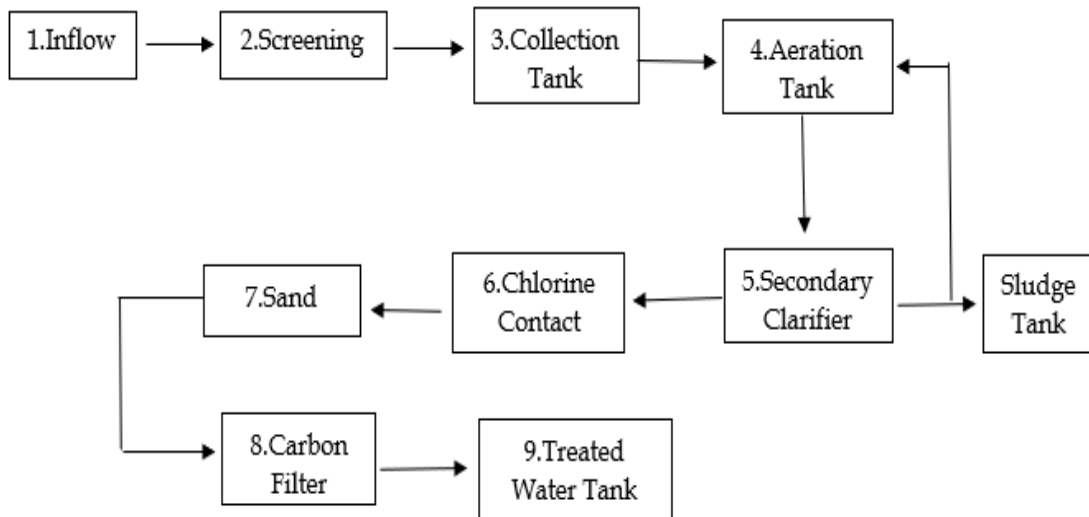 1.Inflow
2.Screening
3.Collection
Tank
4.Aeration
Tank
5.Secondary
Clarifier
Sludge
Tank
6.Chlorine
Contact
7.Sand
8.Carbon
Filter
9.Treated
Water Tank